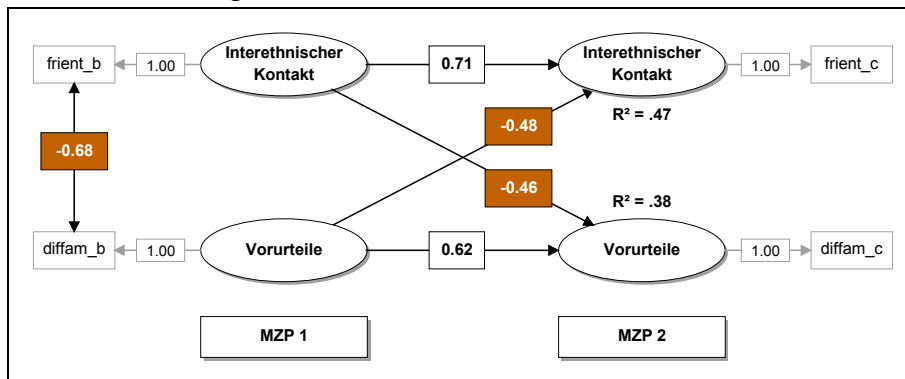 frient_b
1.00
Interethnischer
Kontakt
0.71
Interethnischer
Kontakt
1.00
frient_c
R² = .47
-0.48
-0.68
-0.46
R² = .38
diffam_b
1.00
Vorurteile
0.62
Vorurteile
1.00
diffam_c
MZP 1
MZP 2